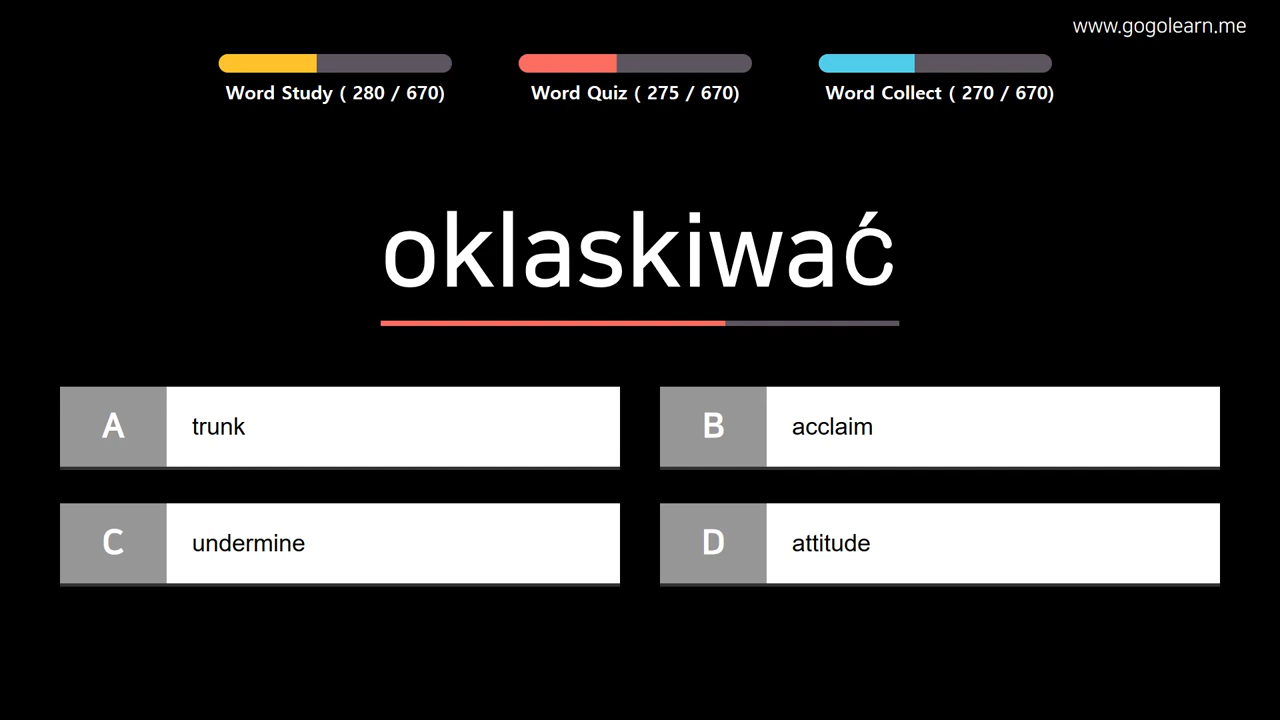 www.gogolearn.me
Word Study ( 280 / 670)
Word Quiz ( 275 / 670)
Word Collect ( 270 / 670)
oklaskiwać
A trunk
B acclaim
C undermine
D attitude